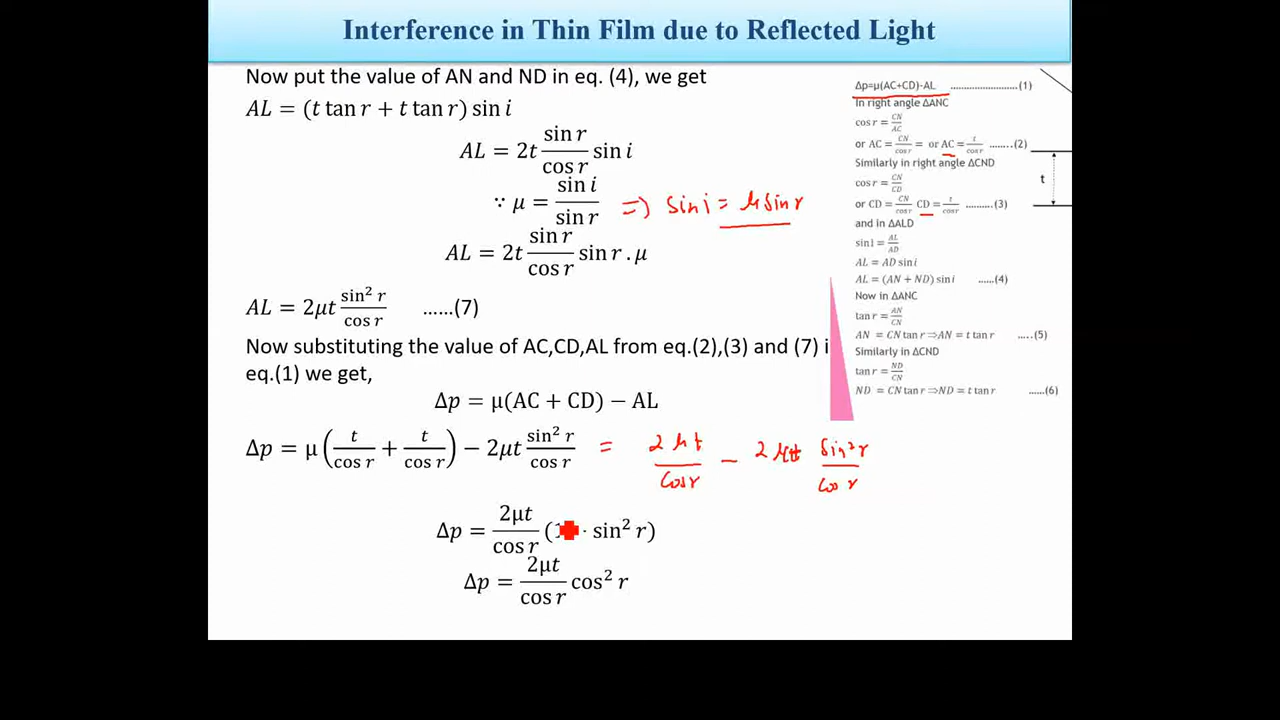 Interference in Thin Film due to Reflected Light
Now put the value of AN and ND in eq. (4), we get
AL = (t tan r + t tan r) sin i
AL = 2t sin r / cos r sin i
∵ μ = sin i / sin r => sin i = μ sin r
AL = 2t sin r / cos r sin r . μ
AL = 2μt sin² r / cos r ......(7)
Now substituting the value of AC,CD,AL from eq.(2),(3) and (7) i
eq.(1) we get,
Δp = μ(AC + CD) − AL
Δp = μ (t / cos r + t / cos r) − 2μt sin² r / cos r = 2μt / cos r − 2μt sin² r / cos r
Δp = 2μt / cos r ( sin² r)
Δp = 2μt / cos r cos² r
Δp=μ(AC+CD)-AL ............................(1)
In right angle ΔANC
cos r = CN / AC
or AC = CN / cos r = or AC = t / cos r ........(2)
Similarly in right angle ΔCND
cos r = CN / CD
or CD = CN / cos r CD = t / cos r ..........(3)
and in ΔALD
sin i = AL / AD
AL = AD sin i
AL = (AN + ND) sin i ......(4)
Now in ΔANC
tan r = AN / CN
AN = CN tan r ⇒AN = t tan r .....(5)
Similarly in ΔCND
tan r = ND / CN
ND = CN tan r ⇒ND = t tan r ......(6)
t